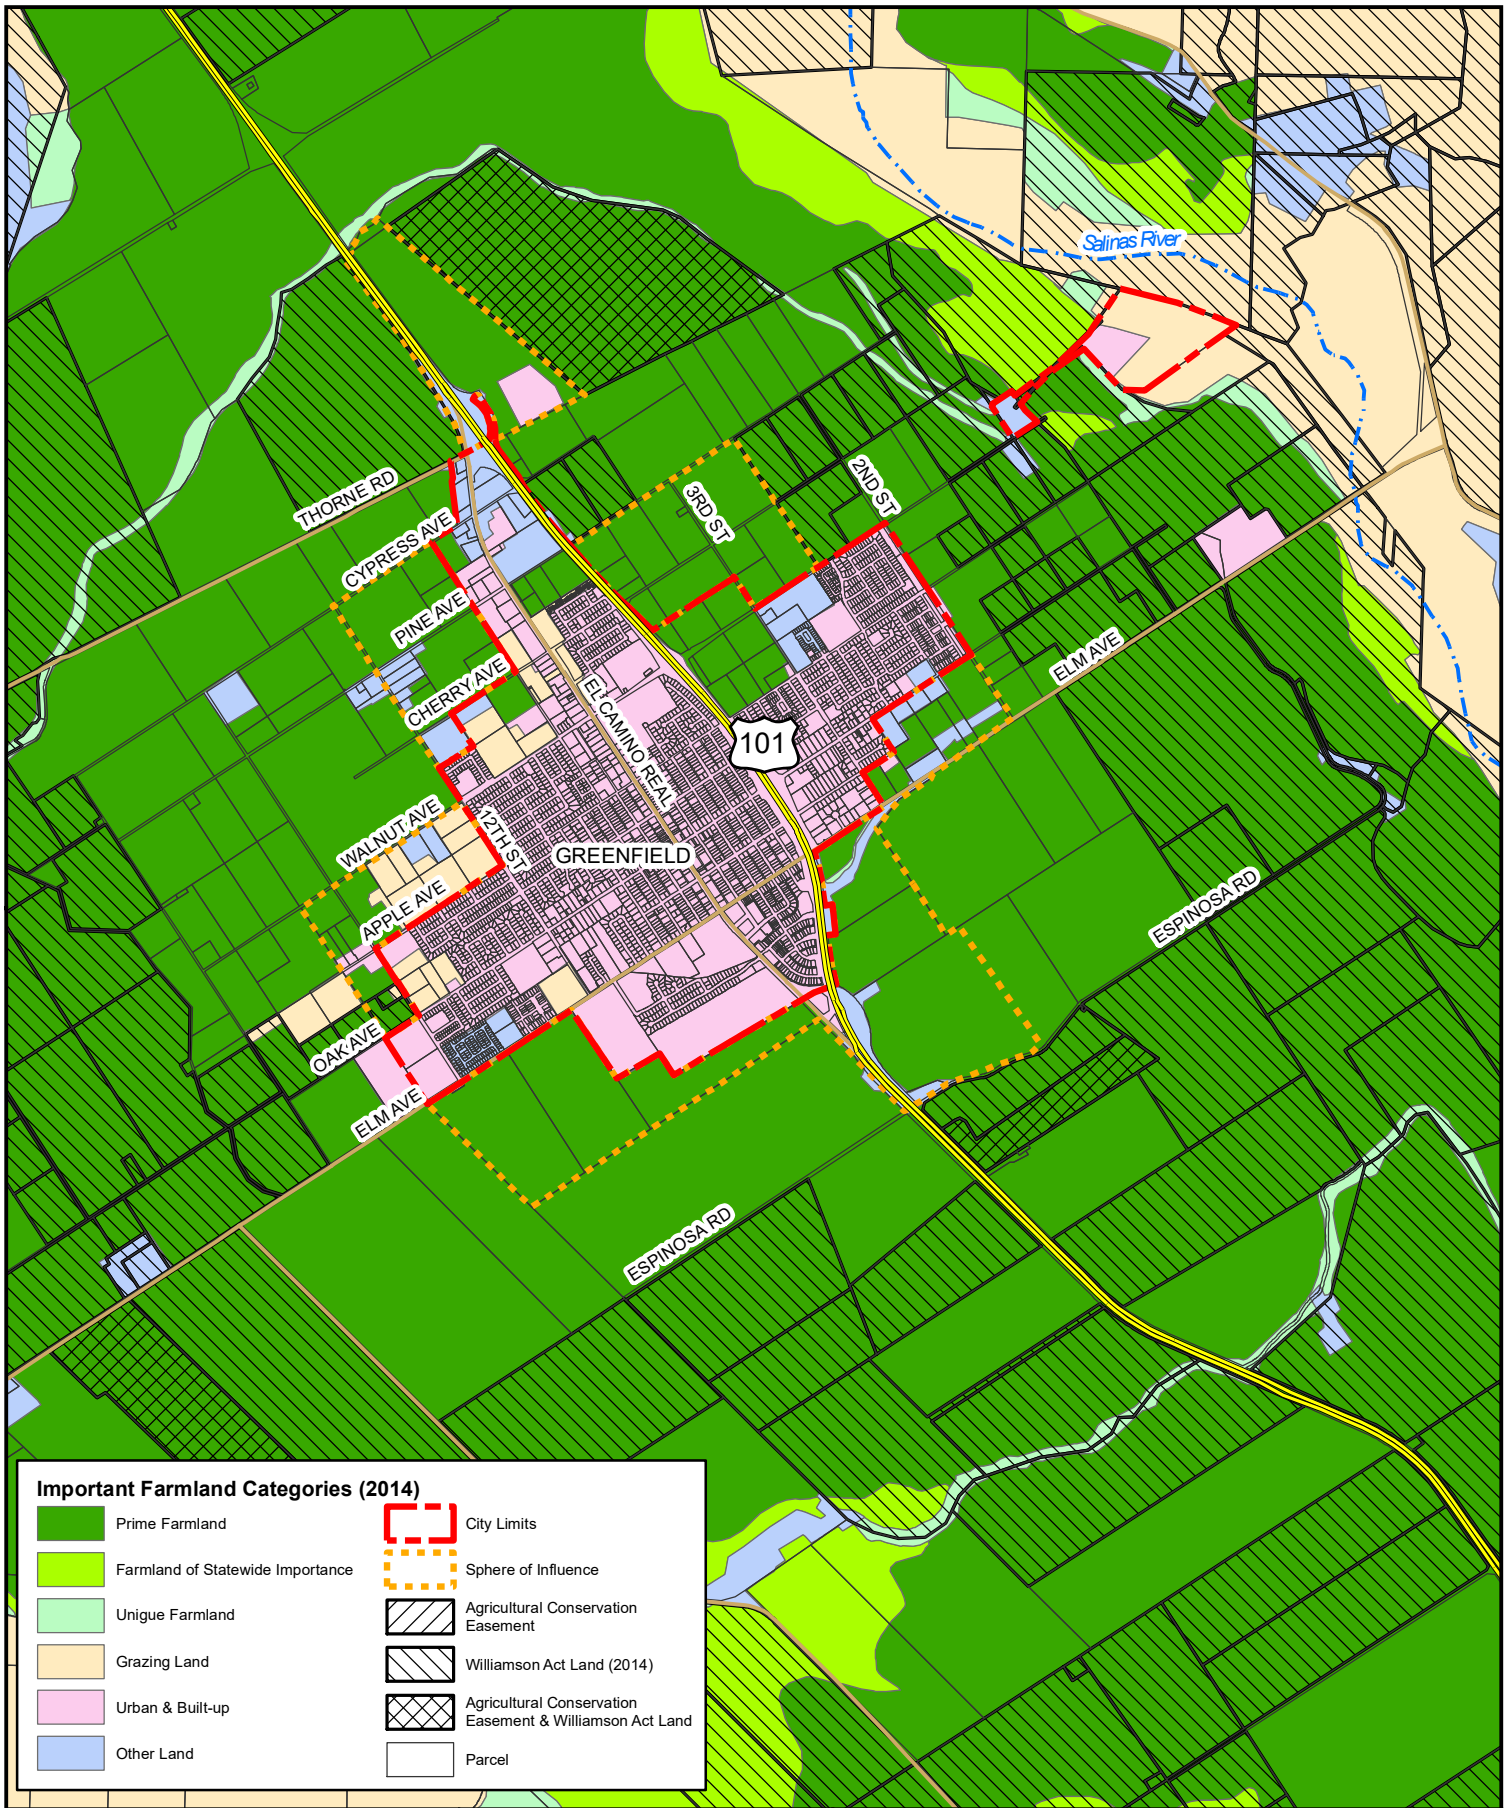 Salinas River
THORNE RD
3RD ST
2ND ST
CYPRESS AVE
PINE AVE
ELM AVE
CHERRY AVE
EL CAMINO REAL
101
WALNUT AVE
12TH ST
GREENFIELD
APPLE AVE
ESPINOSA RD
OAK AVE
ELM AVE
ESPINOSA RD
Important Farmland Categories (2014)
Prime Farmland
Farmland of Statewide Importance
Unigue Farmland
Grazing Land
Urban & Built-up
Other Land
City Limits
Sphere of Influence
Agricultural Conservation
Easement
Williamson Act Land (2014)
Agricultural Conservation
Easement & Williamson Act Land
Parcel